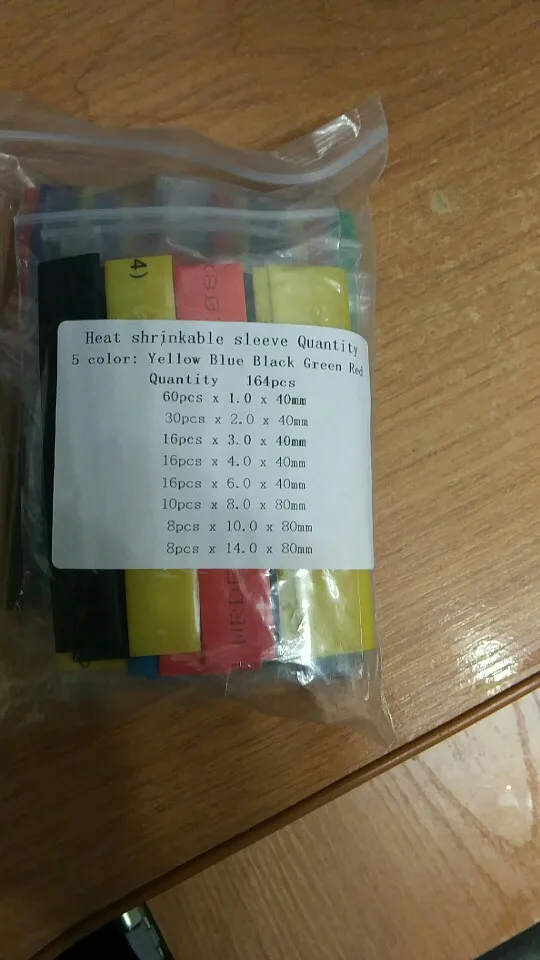 4)
Heat shrinkable sleeve Quantity
5 color: Yellow Blue Black Green Red
Quantity 164pcs
60pcs x 1.0 x 40mm
30pcs x 2.0 x 40mm
16pcs x 3.0 x 40mm
16pcs x 4.0 x 40mm
16pcs x 6.0 x 40mm
10pcs x 8.0 x 80mm
8pcs x 10.0 x 80mm
8pcs x 14.0 x 80mm